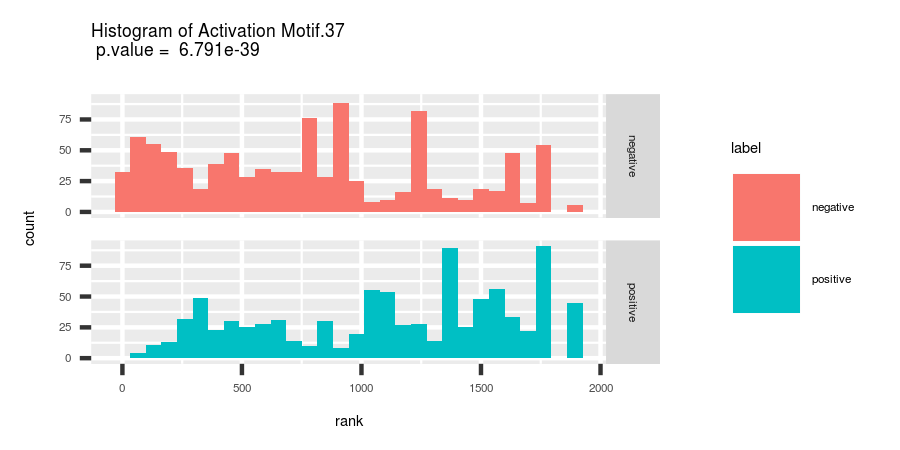 Histogram of Activation Motif.37
p.value =  6.791e-39
count
75
50
25
0
negative
75
50
25
0
positive
0
500
1000
1500
2000
rank
label
negative
positive